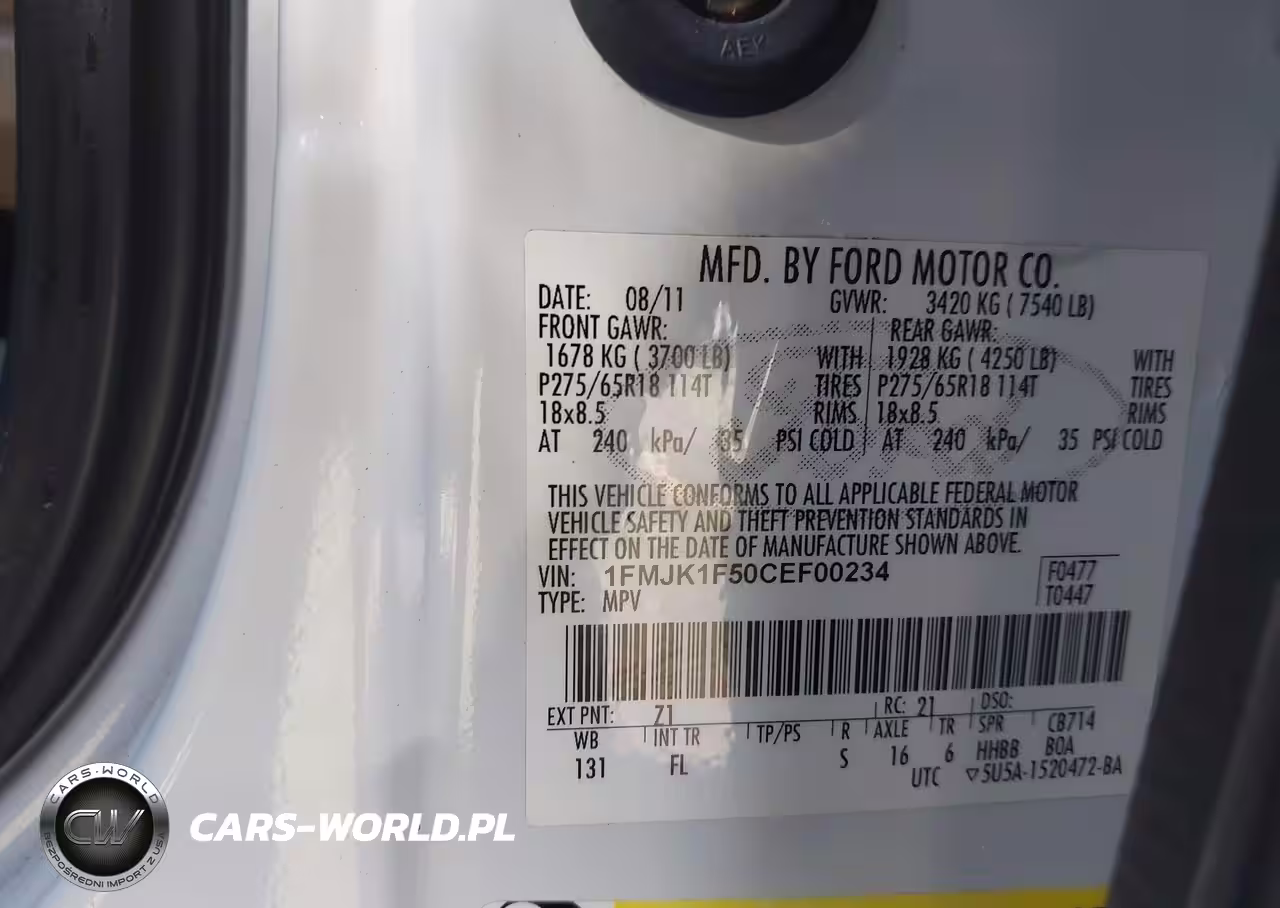 AEK
MFD. BY FORD MOTOR CO.
DATE: 08/11 GVWR: 3420 KG ( 7540 LB)
FRONT GAWR: REAR GAWR:
1678 KG ( 3700 LB) WITH 1928 KG ( 4250 LB) WITH
P275/65R18 114T TIRES P275/65R18 114T TIRES
18x8.5 RIMS 18x8.5 RIMS
AT 240 kPa/ 35 PSI COLD AT 240 kPa/ 35 PSI COLD
THIS VEHICLE CONFORMS TO ALL APPLICABLE FEDERAL MOTOR
VEHICLE SAFETY AND THEFT PREVENTION STANDARDS IN
EFFECT ON THE DATE OF MANUFACTURE SHOWN ABOVE.
VIN: 1FMJK1F50CEF00234 F0477
TYPE: MPV T0447
EXT PNT: Z1 RC: 21 DSO:
WB INT TR TP/PS R AXLE TR SPR CB714
131 FL S 16 6 HHBB BOA
UTC ▽5U5A-1520472-BA
CARS-WORLD
CW
BEZPOŚREDNI IMPORT Z USA
CARS-WORLD.PL